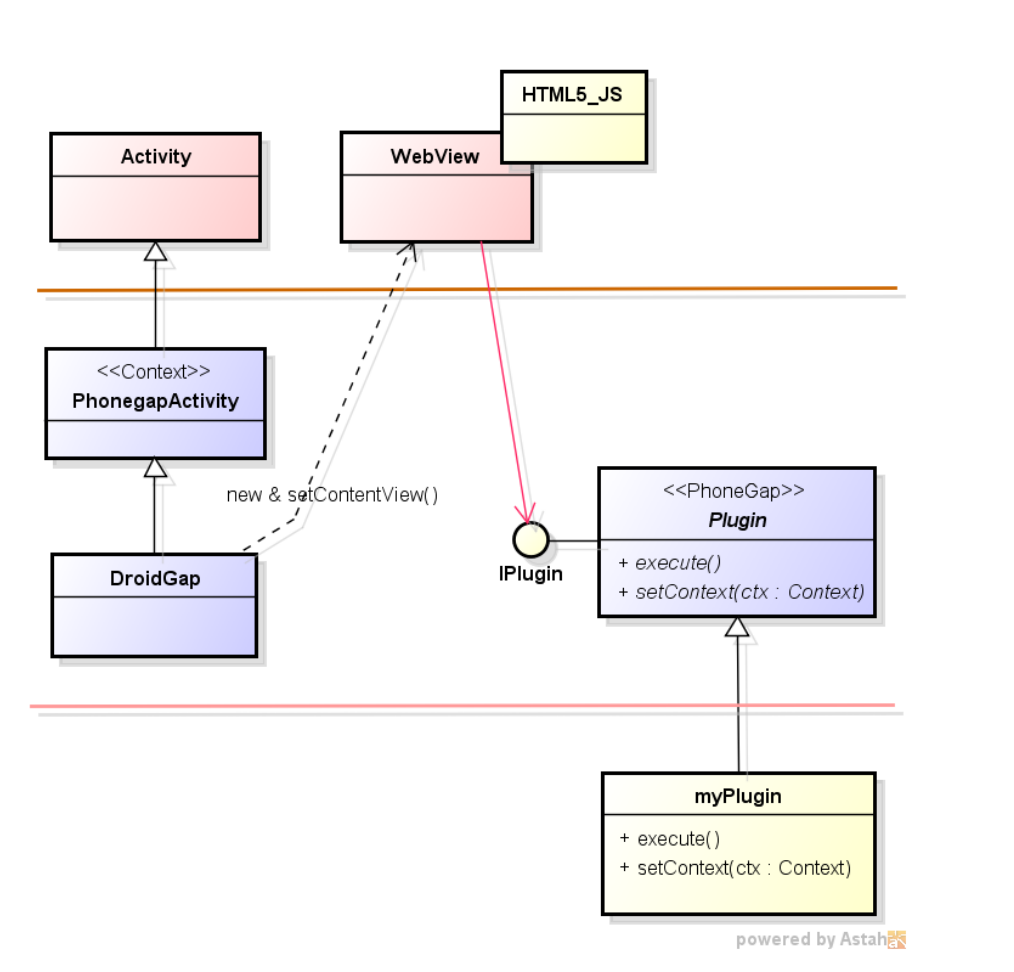 HTML5_JS
Activity
WebView
<<Context>>
PhonegapActivity
new & setContentView()
<<PhoneGap>>
Plugin
+ execute()
+ setContext(ctx : Context)
IPlugin
DroidGap
myPlugin
+ execute()
+ setContext(ctx : Context)
powered by Astah